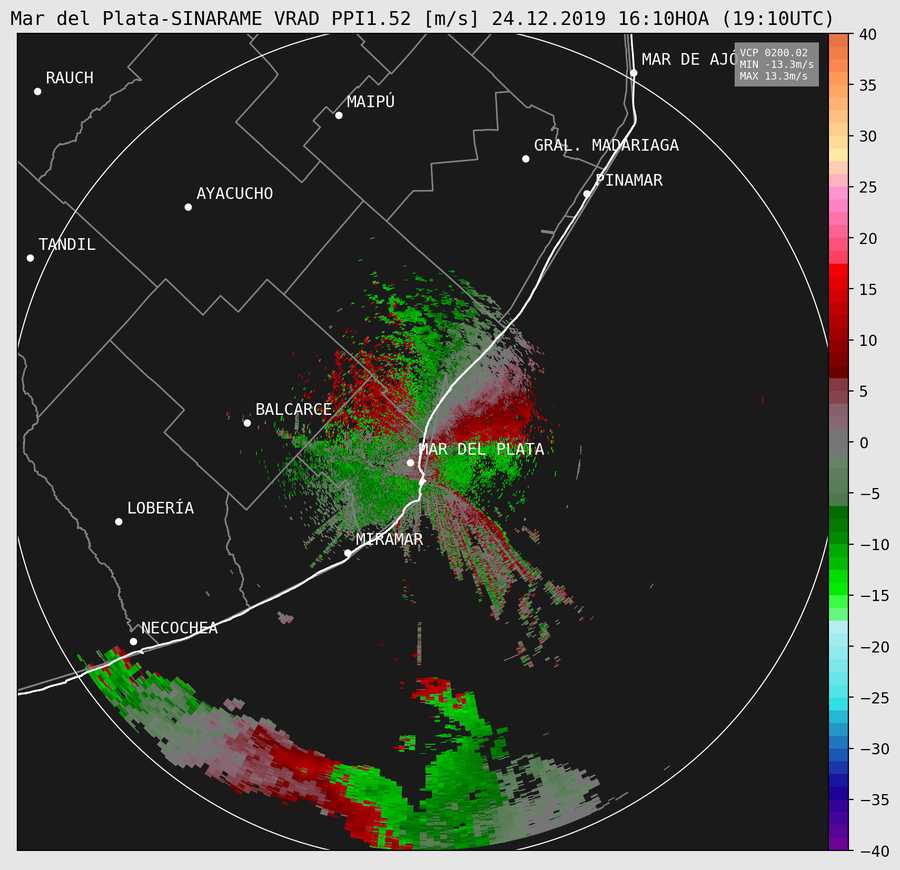 Mar del Plata-SINARAME VRAD PPI1.52 [m/s] 24.12.2019 16:10HOA (19:10UTC)
VCP 0200.02
MIN -13.3m/s
MAX 13.3m/s
MAR DE AJÓ
RAUCH
MAIPÚ
GRAL. MADARIAGA
PINAMAR
AYACUCHO
TANDIL
BALCARCE
MAR DEL PLATA
LOBERÍA
MIRAMAR
NECOCHEA
40
35
30
25
20
15
10
5
0
−5
−10
−15
−20
−25
−30
−35
−40